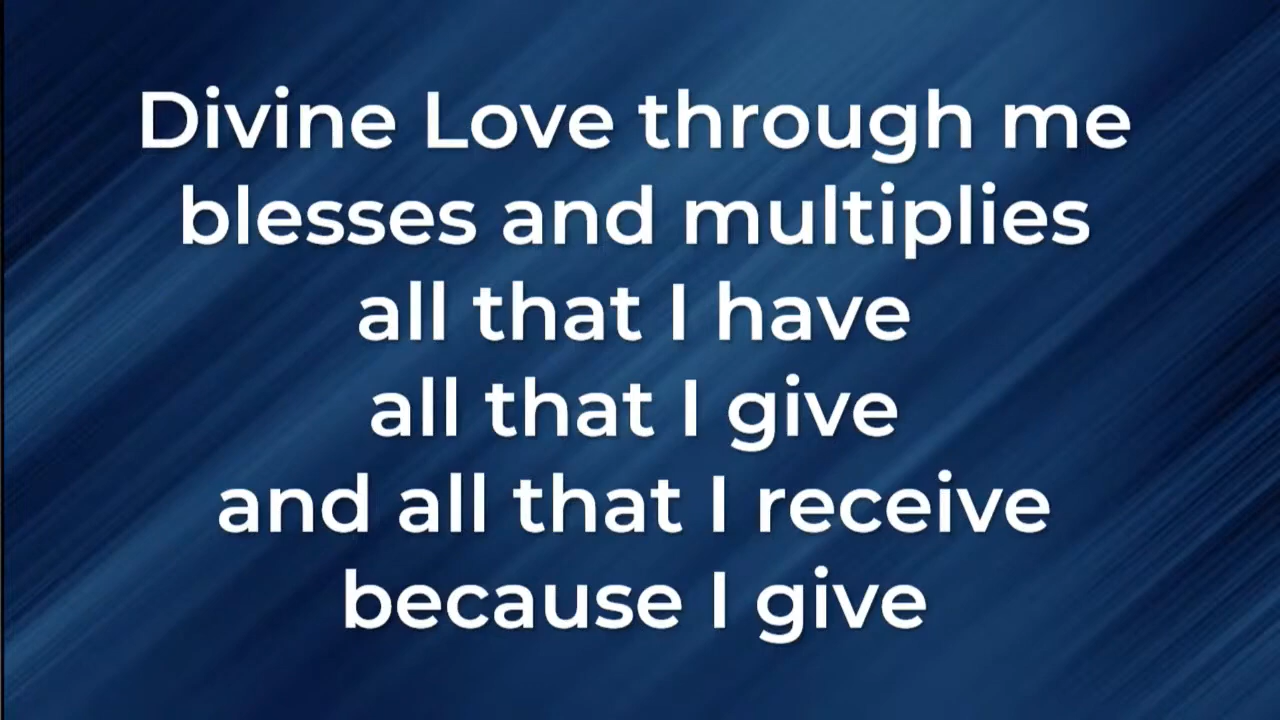 Divine Love through me
blesses and multiplies
all that I have
all that I give
and all that I receive
because I give